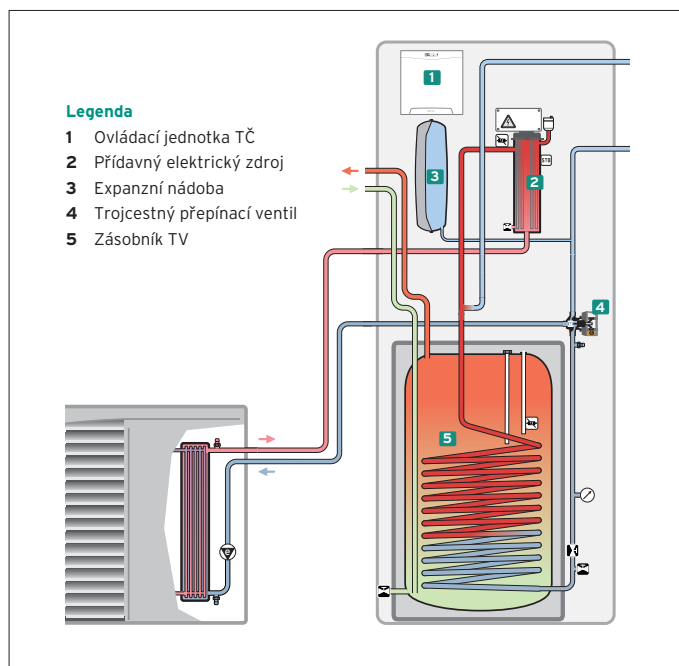 Legenda
1 Ovládací jednotka TČ
2 Přídavný elektrický zdroj
3 Expanzní nádoba
4 Trojcestný přepínací ventil
5 Zásobník TV
1
2
STB
3
4
5